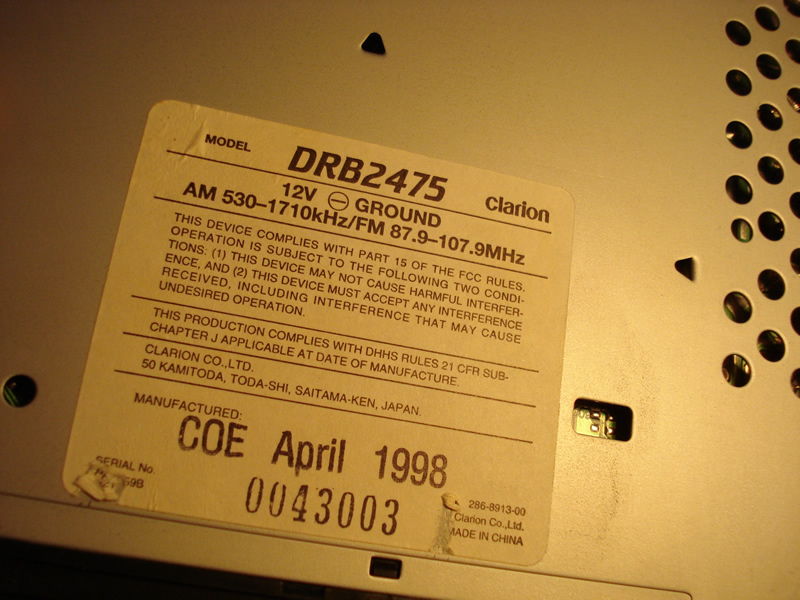 MODEL DRB2475 Clarion
12V ⊖ GROUND
AM 530–1710kHz/FM 87.9–107.9MHz
THIS DEVICE COMPLIES WITH PART 15 OF THE FCC RULES.
OPERATION IS SUBJECT TO THE FOLLOWING TWO CONDI-
TIONS: (1) THIS DEVICE MAY NOT CAUSE HARMFUL INTERFER-
ENCE, AND (2) THIS DEVICE MUST ACCEPT ANY INTERFERENCE
RECEIVED, INCLUDING INTERFERENCE THAT MAY CAUSE
UNDESIRED OPERATION.
THIS PRODUCTION COMPLIES WITH DHHS RULES 21 CFR SUB-
CHAPTER J APPLICABLE AT DATE OF MANUFACTURE.
CLARION CO.,LTD.
50 KAMITODA, TODA-SHI, SAITAMA-KEN, JAPAN.
MANUFACTURED:
COE April 1998
SERIAL No.
0043003
286-8913-00
Clarion Co.,Ltd.
MADE IN CHINA